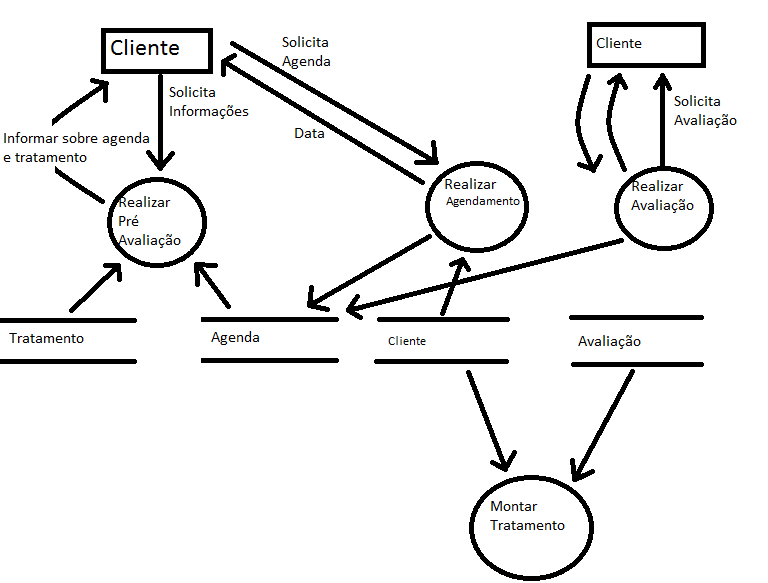 Cliente
Solicita
Agenda
Cliente
Solicita
Informações
Solicita
Avaliação
Data
Informar sobre agenda
e tratamento
Realizar
Pré
Avaliação
Realizar
Agendamento
Realizar
Avaliação
Tratamento
Agenda
Cliente
Avaliação
Montar
Tratamento